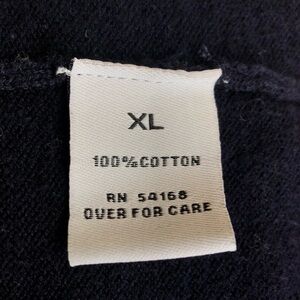 XL
100% COTTON
RN 54168
OVER FOR CARE